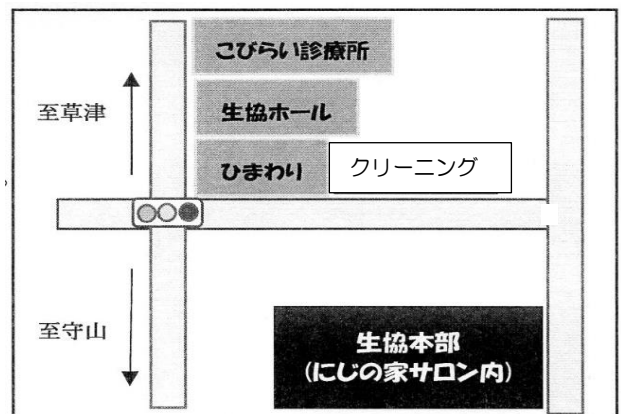 こびらい診療所
至草津
生協ホール
ひまわり
クリーニング
至守山
生協本部
(にじの家サロン内)